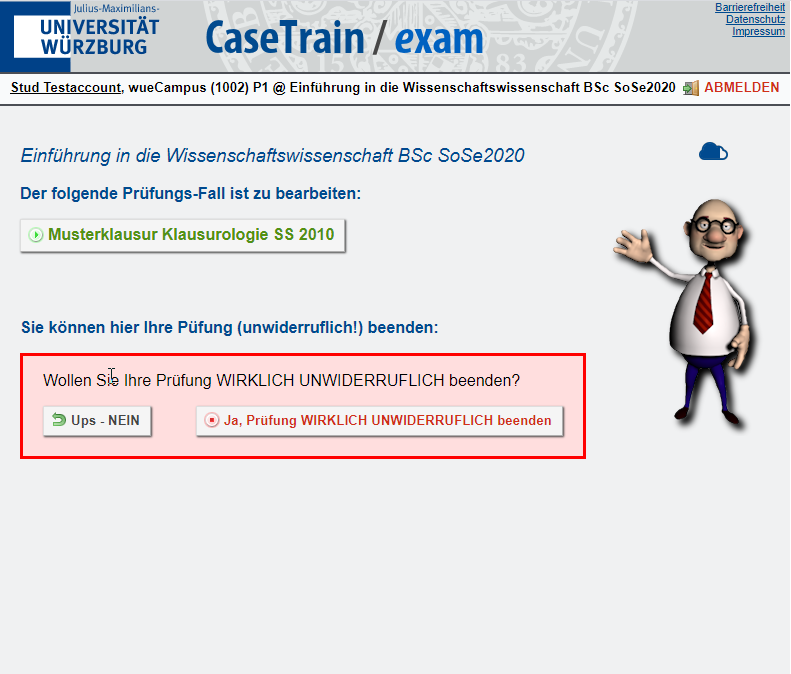 Julius-Maximilians-
UNIVERSITÄT
WÜRZBURG
CaseTrain / exam
Barrierefreiheit
Datenschutz
Impressum
Stud Testaccount, wueCampus (1002) P1 @ Einführung in die Wissenschaftswissenschaft BSc SoSe2020 ABMELDEN
Einführung in die Wissenschaftswissenschaft BSc SoSe2020
Der folgende Prüfungs-Fall ist zu bearbeiten:
Musterklausur Klausurologie SS 2010
Sie können hier Ihre Püfung (unwiderruflich!) beenden:
Wollen Sie Ihre Prüfung WIRKLICH UNWIDERRUFLICH beenden?
Ups - NEIN
Ja, Prüfung WIRKLICH UNWIDERRUFLICH beenden